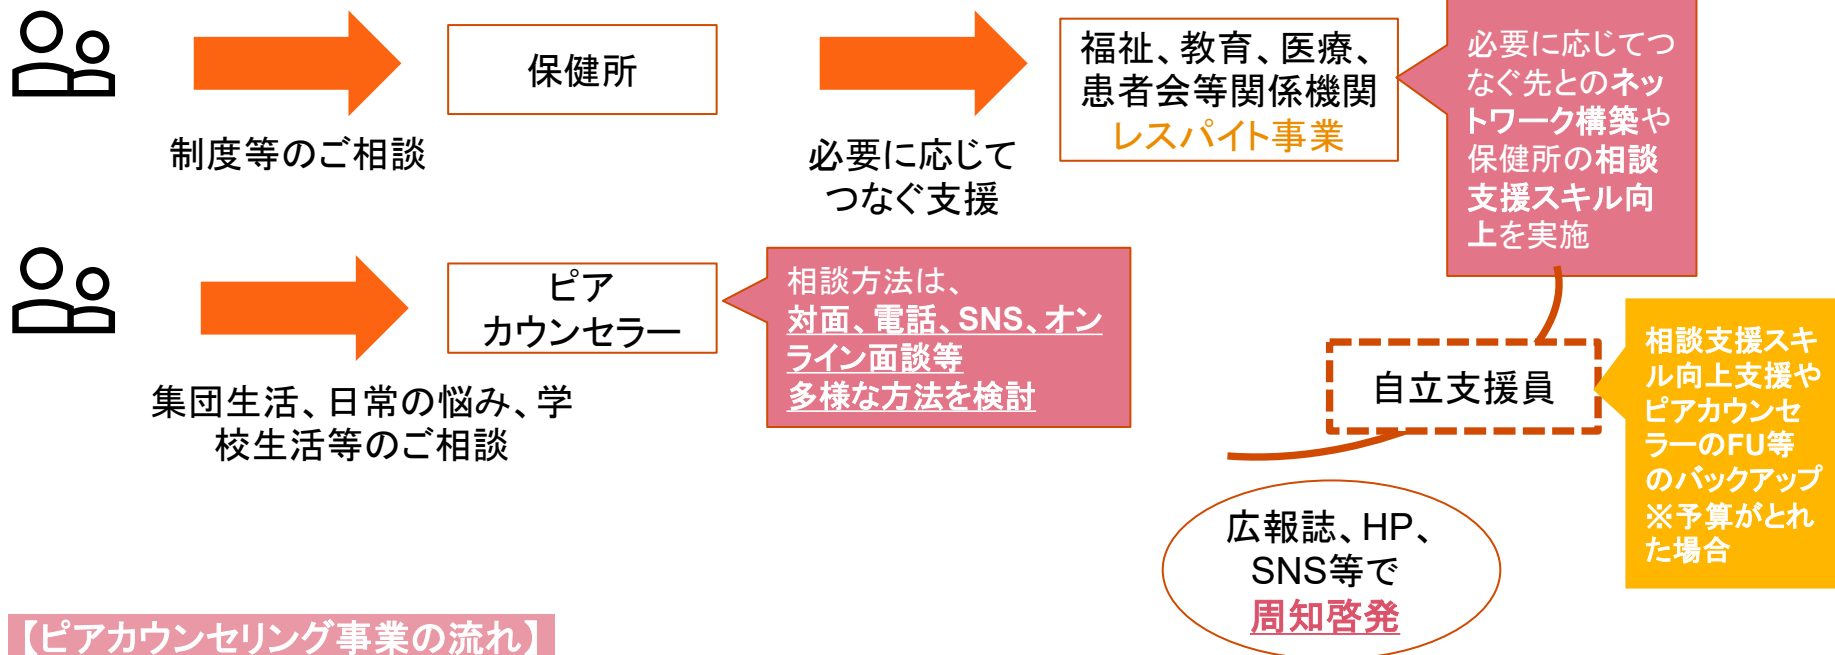 保健所
福祉、教育、医療、
患者会等関係機関
レスパイト事業
必要に応じてつ
なぐ先とのネッ
トワーク構築や
保健所の相談
支援スキル向
上を実施
制度等のご相談
必要に応じて
つなぐ支援
ピア
カウンセラー
相談方法は、
対面、電話、SNS、オン
ライン面談等
多様な方法を検討
集団生活、日常の悩み、学
校生活等のご相談
自立支援員
相談支援スキ
ル向上支援や
ピアカウンセ
ラーのFU等
のバックアップ
※予算がとれ
た場合
広報誌、HP、
SNS等で
周知啓発
【ピアカウンセリング事業の流れ】